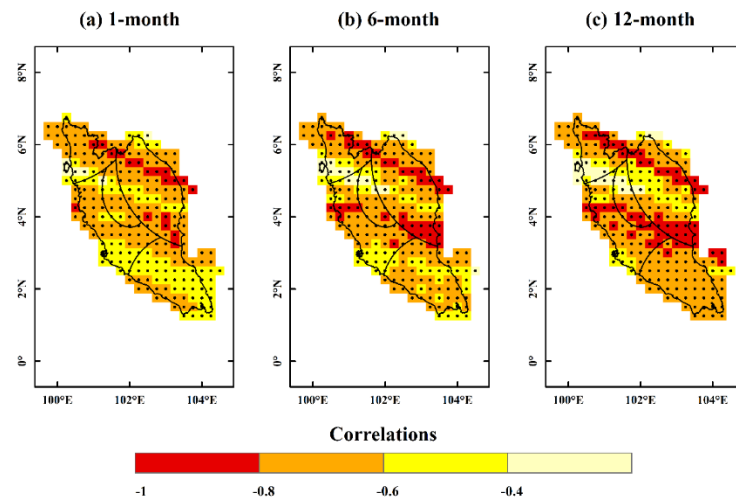 (a) 1-month (b) 6-month (c) 12-month
8°N 8°N 8°N
6°N 6°N 6°N
4°N 4°N 4°N
2°N 2°N 2°N
0° 0° 0°
100°E 102°E 104°E 100°E 102°E 104°E 100°E 102°E 104°E
Correlations
-1 -0.8 -0.6 -0.4